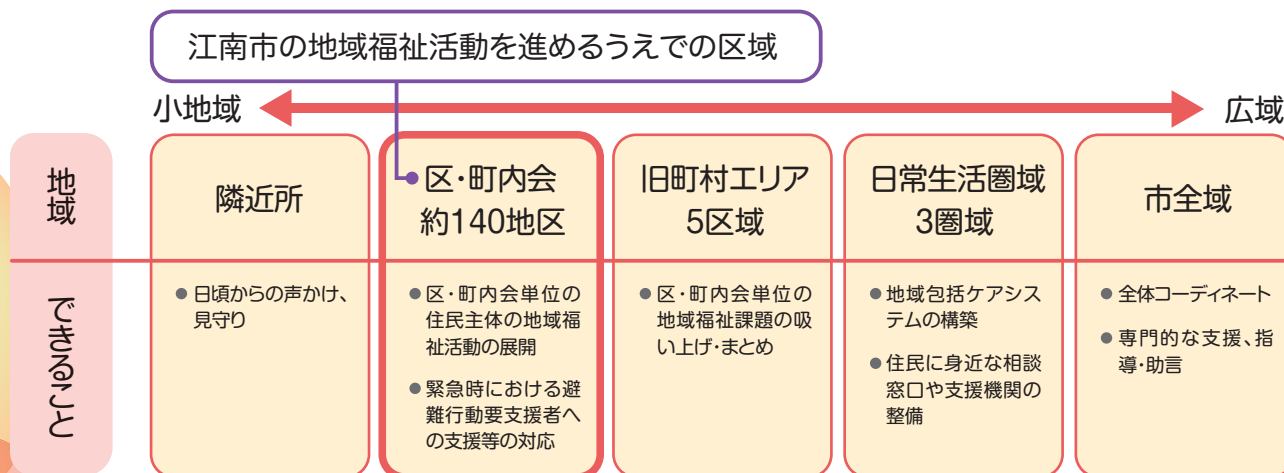 江南市の地域福祉活動を進めるうえでの区域
小地域
広域
地域
隣近所
区・町内会
約140地区
旧町村エリア
5区域
日常生活圏域
3圏域
市全域
できること
● 日頃からの声かけ、
見守り
● 区・町内会単位の
住民主体の地域福
祉活動の展開
● 緊急時における避
難行動要支援者へ
の支援等の対応
● 区・町内会単位の
地域福祉課題の吸
い上げ・まとめ
● 地域包括ケアシス
テムの構築
● 住民に身近な相談
窓口や支援機関の
整備
● 全体コーディネート
● 専門的な支援、指
導・助言